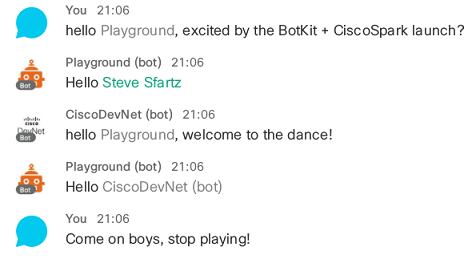 You 21:06
hello Playground, excited by the BotKit + CiscoSpark launch?
Playground (bot) 21:06
Bot
Hello Steve Sfartz
CiscoDevNet (bot) 21:06
cisco
DevNet
Bot
hello Playground, welcome to the dance!
Playground (bot) 21:06
Bot
Hello CiscoDevNet (bot)
You 21:06
Come on boys, stop playing!